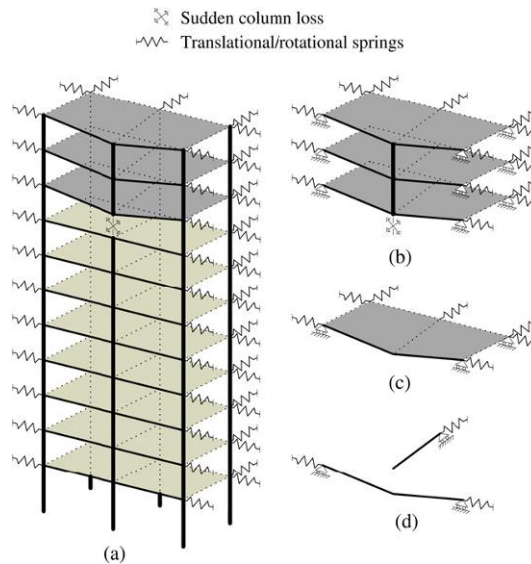 Sudden column loss
Translational/rotational springs
(a)
(b)
(c)
(d)